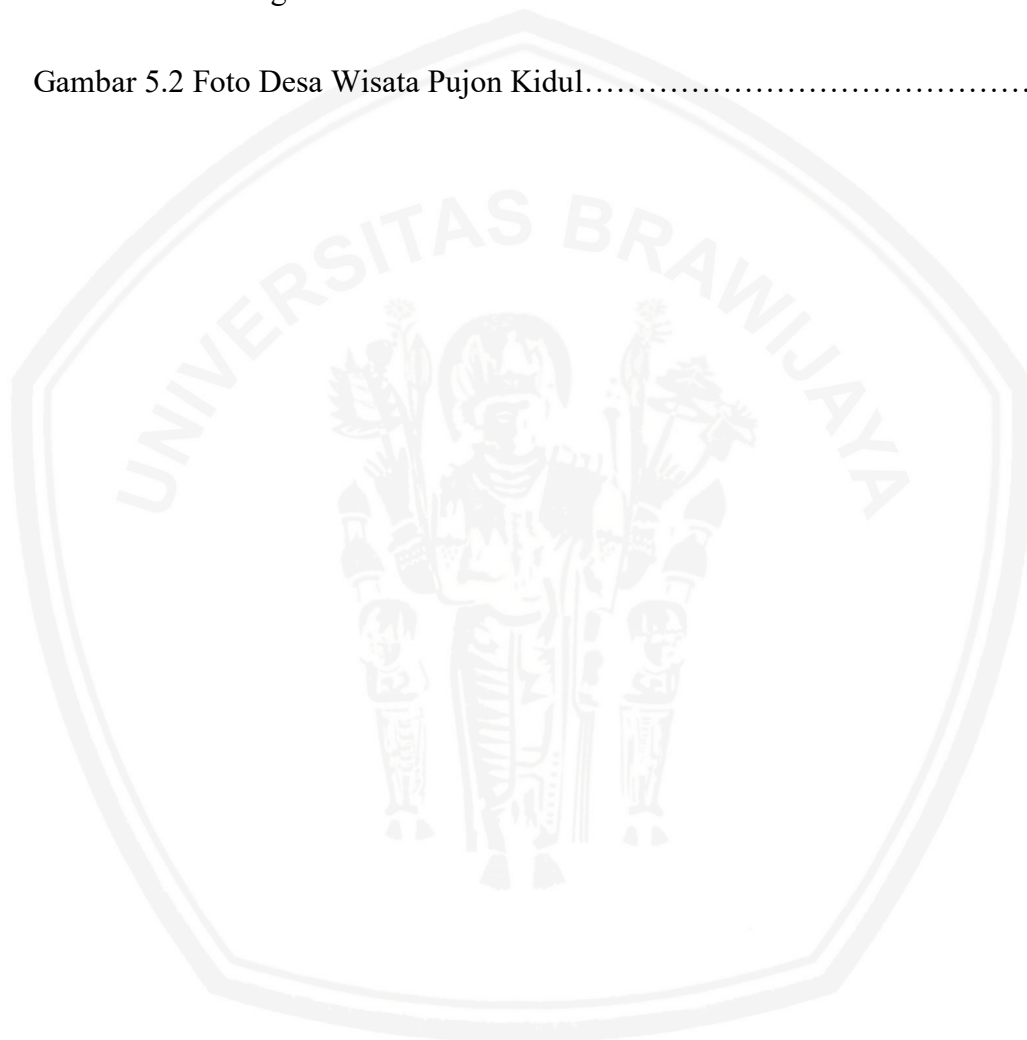 Gambar 5.2 Foto Desa Wisata Pujon Kidul……………………………………
UNIVERSITAS BRAWIJAYA